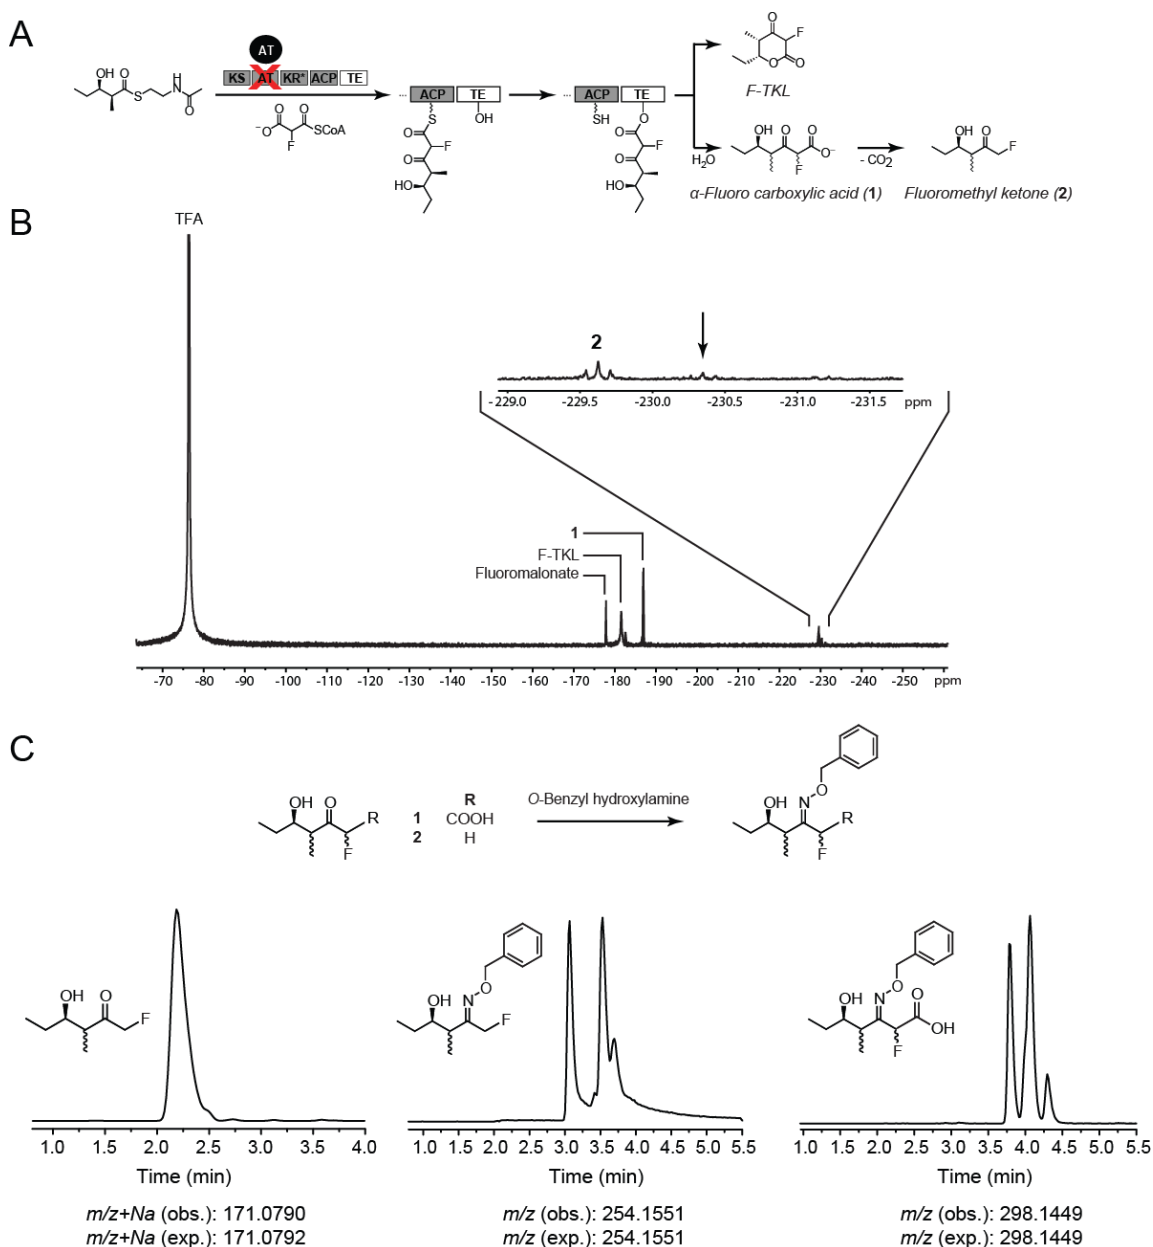 A
AT
KS AT KR* ACP TE
OH O
S
H
N
O
⁻O O O SCoA
F
... ACP TE
S OH
O
F
O
HO
... ACP TE
SH O
O
F
O
HO
O
F
O O
F-TKL
H₂O
OH O O
O⁻
F
α-Fluoro carboxylic acid (1)
- CO₂
OH O
F
Fluoromethyl ketone (2)
B
TFA
2
-229.0 -229.5 -230.0 -230.5 -231.0 -231.5 ppm
1
F-TKL
Fluoromalonate
-70 -80 -90 -100 -110 -120 -130 -140 -150 -160 -170 -180 -190 -200 -210 -220 -230 -240 -250 ppm
C
OH O
R
F
R
1 COOH
2 H
O-Benzyl hydroxylamine
O
OH N
R
F
OH O
F
1.0 1.5 2.0 2.5 3.0 3.5 4.0
Time (min)
m/z+Na (obs.): 171.0790
m/z+Na (exp.): 171.0792
O
OH N
F
1.0 1.5 2.0 2.5 3.0 3.5 4.0 4.5 5.0 5.5
Time (min)
m/z (obs.): 254.1551
m/z (exp.): 254.1551
O
OH N O
OH
F
1.0 1.5 2.0 2.5 3.0 3.5 4.0 4.5 5.0 5.5
Time (min)
m/z (obs.): 298.1449
m/z (exp.): 298.1449